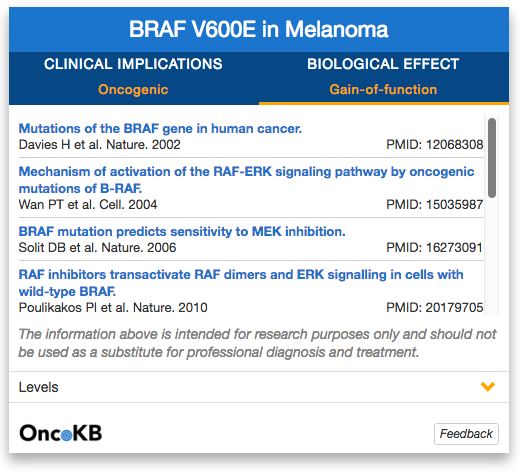 BRAF V600E in Melanoma
CLINICAL IMPLICATIONS
Oncogenic
BIOLOGICAL EFFECT
Gain-of-function
Mutations of the BRAF gene in human cancer.
Davies H et al. Nature. 2002 PMID: 12068308
Mechanism of activation of the RAF-ERK signaling pathway by oncogenic
mutations of B-RAF.
Wan PT et al. Cell. 2004 PMID: 15035987
BRAF mutation predicts sensitivity to MEK inhibition.
Solit DB et al. Nature. 2006 PMID: 16273091
RAF inhibitors transactivate RAF dimers and ERK signalling in cells with
wild-type BRAF.
Poulikakos PI et al. Nature. 2010 PMID: 20179705
The information above is intended for research purposes only and should not
be used as a substitute for professional diagnosis and treatment.
Levels
OncoKB
Feedback